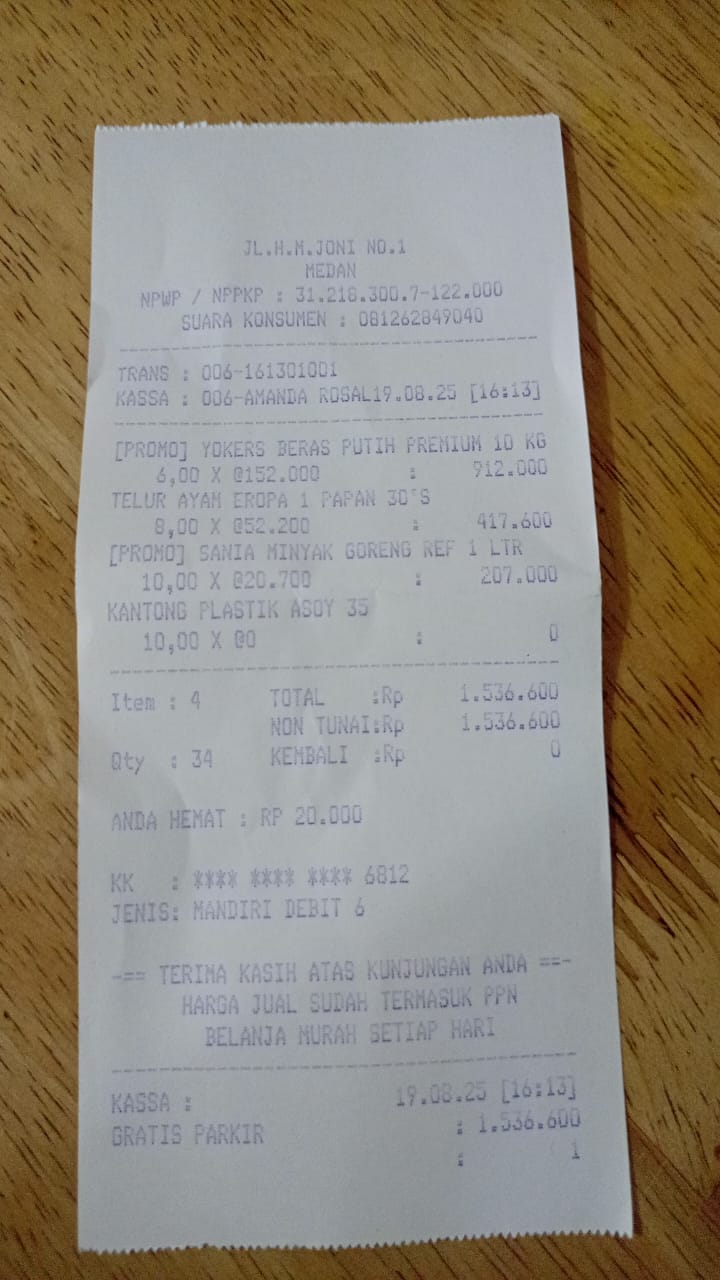 JL.H.M.JONI NO.1
MEDAN
NPWP / NPPKP : 31.218.300.7-122.000
SUARA KONSUMEN : 081262849040
TRANS : 006-161301001
KASSA : 006-AMANDA ROSAL19.08.25 [16:13]
[PROMO] YOKERS BERAS PUTIH PREMIUM 10 KG
6,00 X @152.000 : 912.000
TELUR AYAM EROPA 1 PAPAN 30'S
8,00 X @52.200 : 417.600
[PROMO] SANIA MINYAK GORENG REF 1 LTR
10,00 X @20.700 : 207.000
KANTONG PLASTIK ASOY 35
10,00 X @0 : 0
Item : 4 TOTAL :Rp 1.536.600
NON TUNAI:Rp 1.536.600
Qty : 34 KEMBALI :Rp 0
ANDA HEMAT : RP 20.000
KK : **** **** **** 6812
JENIS: MANDIRI DEBIT 6
-== TERIMA KASIH ATAS KUNJUNGAN ANDA ==-
HARGA JUAL SUDAH TERMASUK PPN
BELANJA MURAH SETIAP HARI
KASSA : 19.08.25 [16:13]
GRATIS PARKIR : 1.536.600
: 1